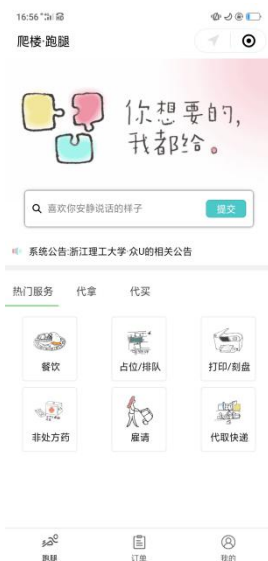 16:56
爬楼·跑腿
你想要的,
我都给。
喜欢你安静说话的样子 提交
系统公告:浙江理工大学·众U的相关公告
热门服务 代拿 代买
餐饮 占位/排队 打印/刻盘
非处方药 雇请 代取快递
跑腿 订单 我的